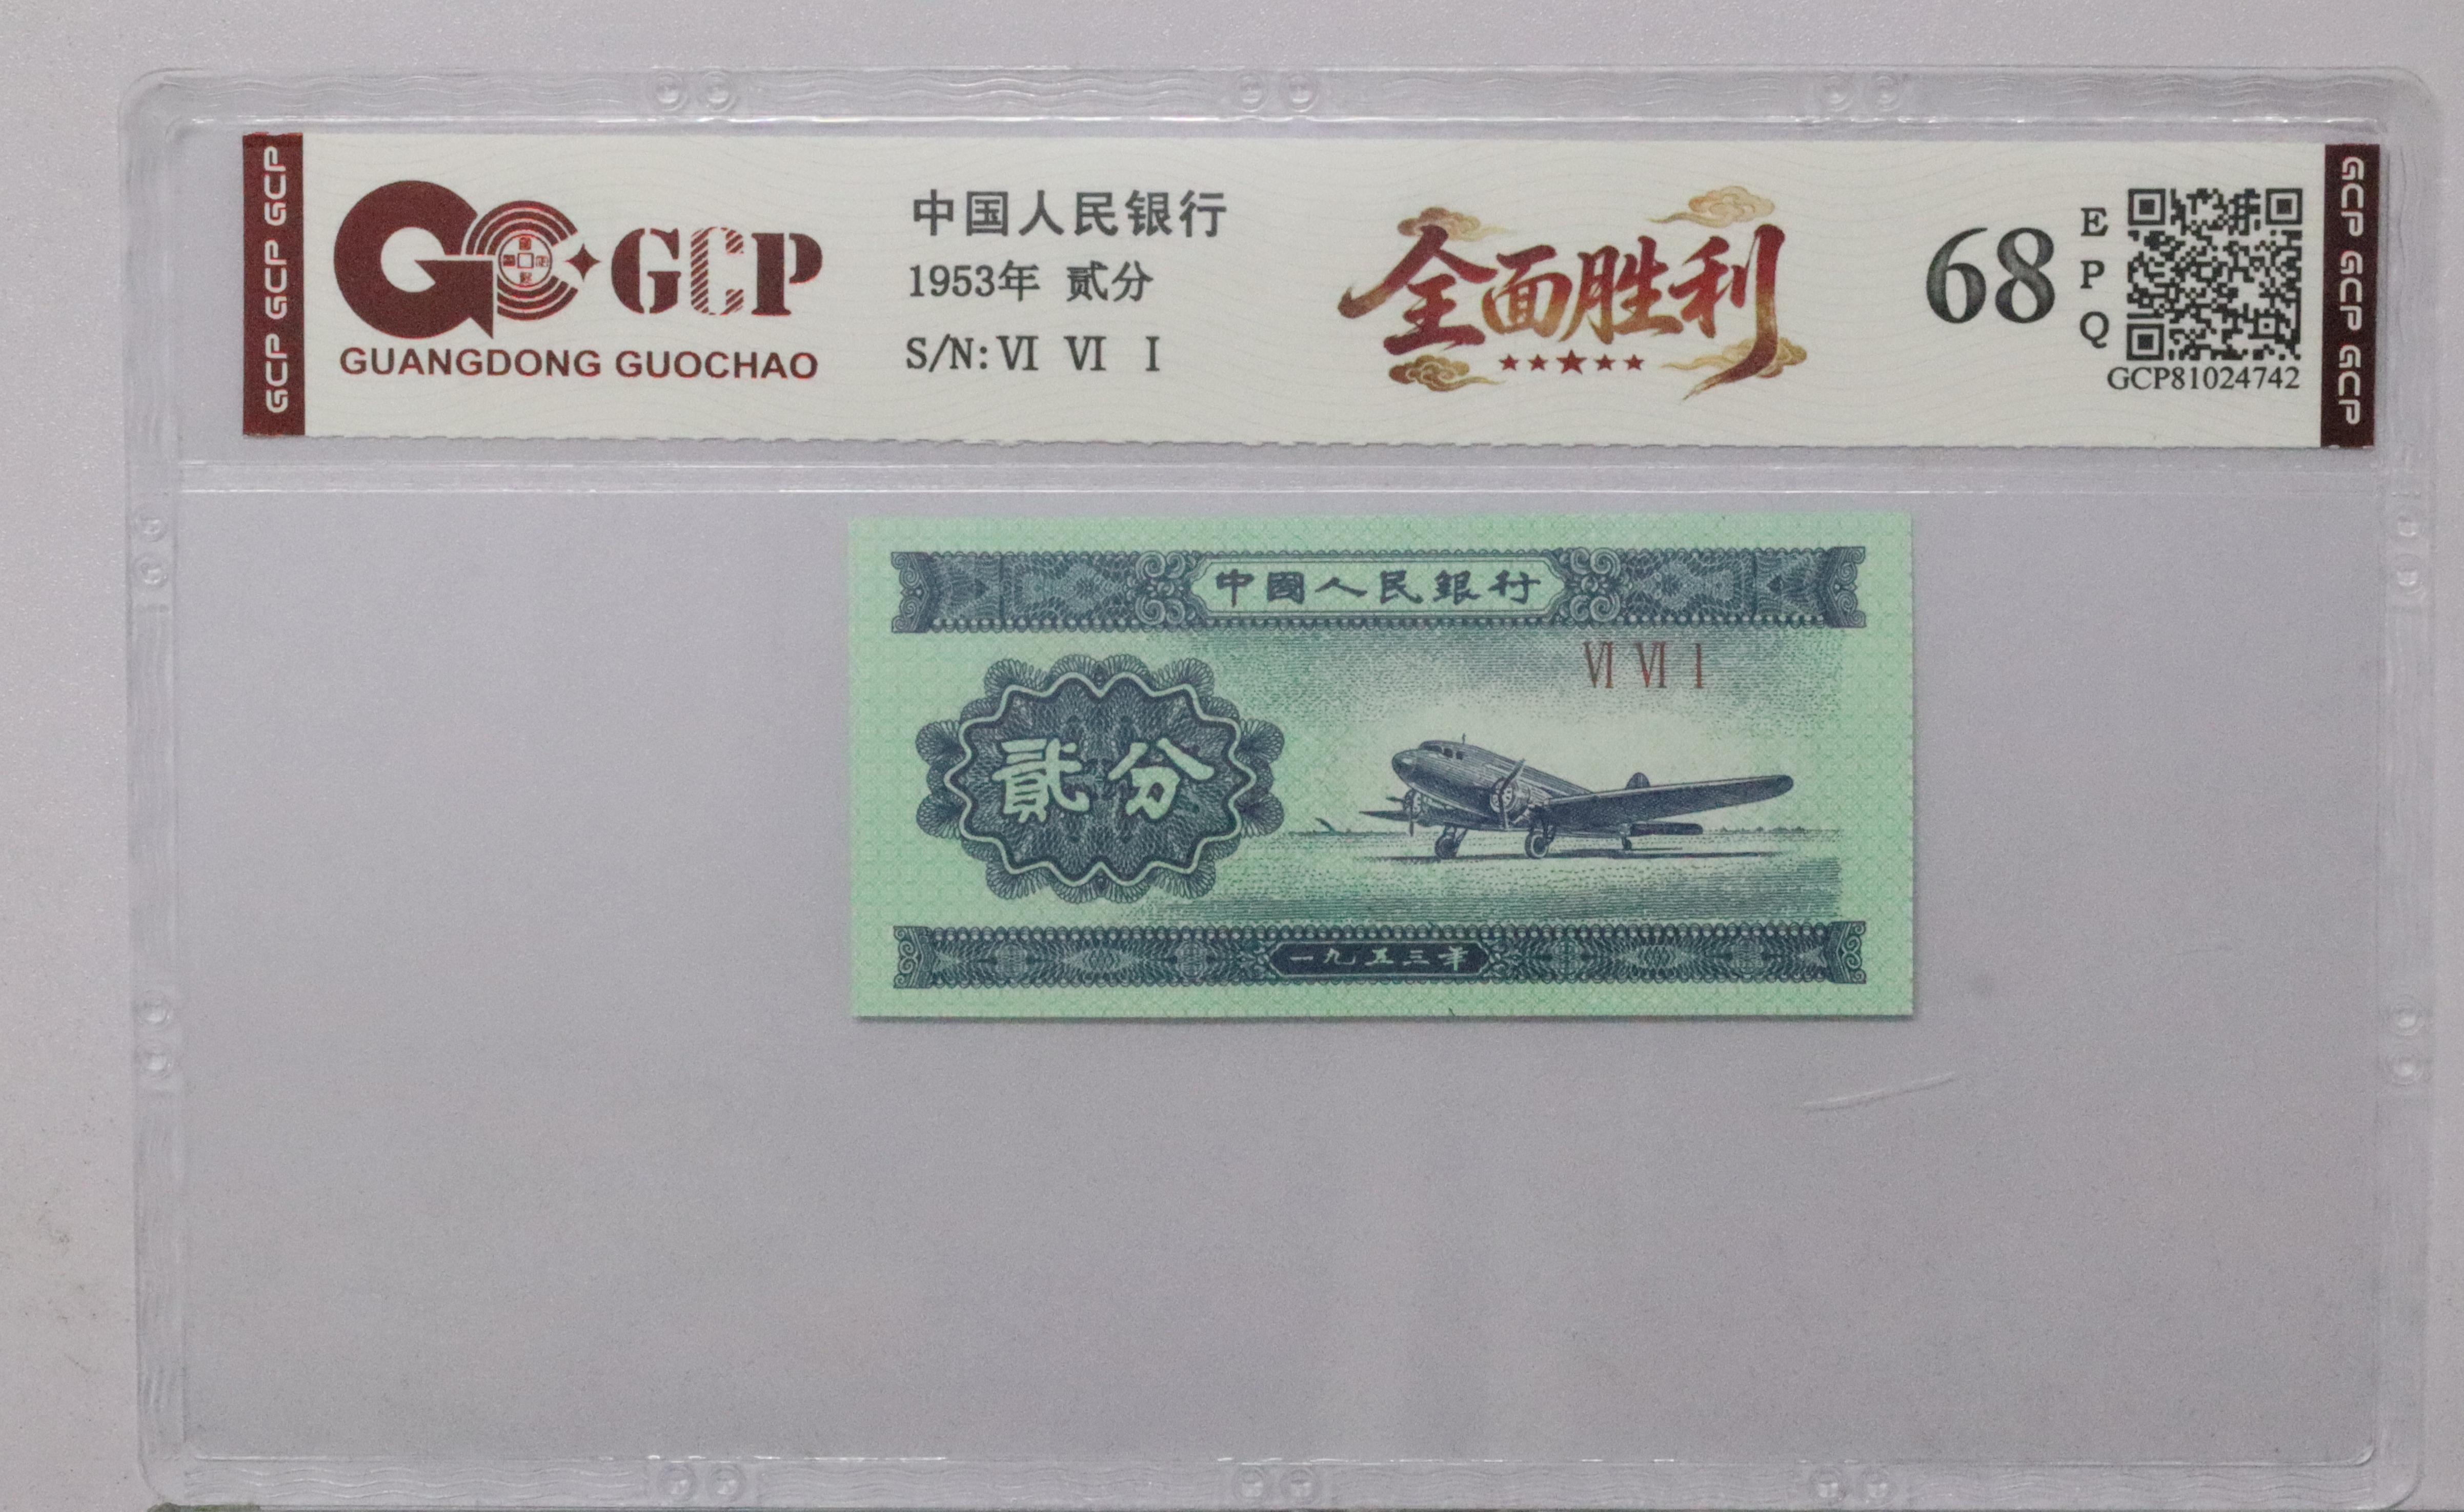 GCP GCP GCP
GCP
GUANGDONG GUOCHAO
中国人民银行
1953年 贰分
S/N: VI VI I
全面胜利
68
E
P
Q
GCP81024742
GCP GCP GCP
中國人民銀行
VI VI I
貳分
一九五三年